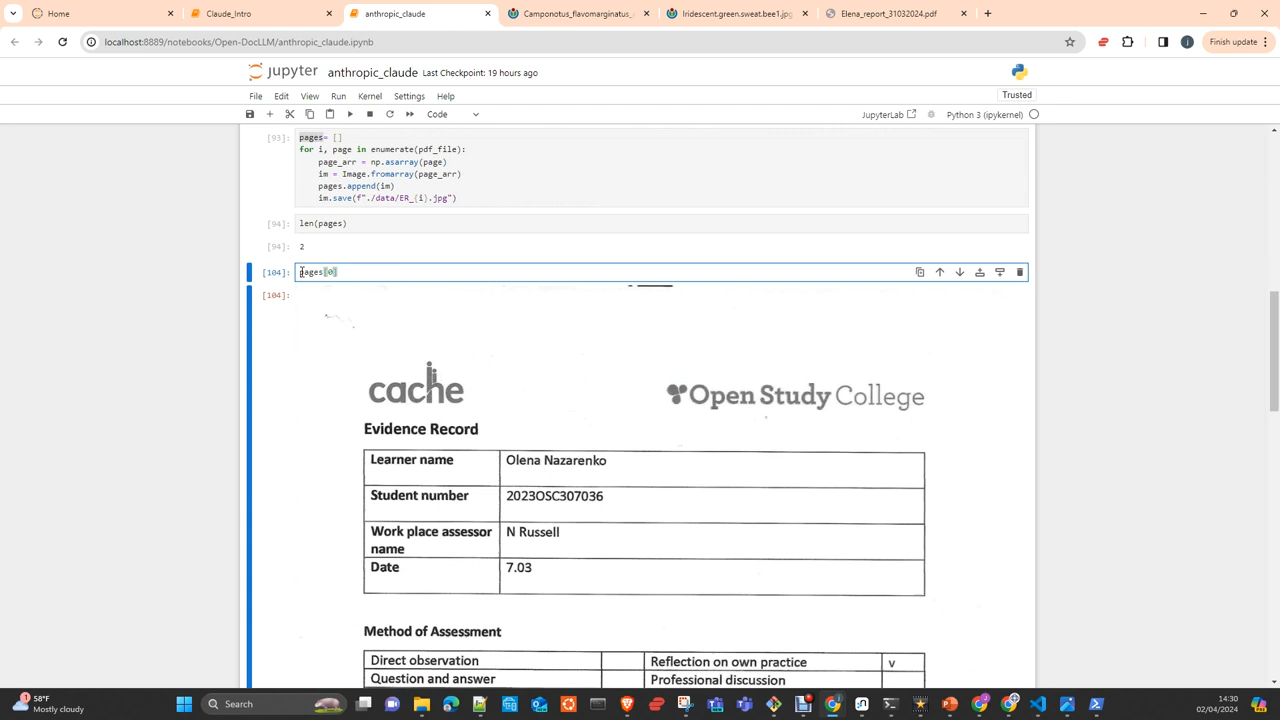 Home
Claude_Intro
anthropic_claude
Camponotus_flavomarginatus_
Iridescent.green.sweat.bee1.jpg
Elena_report_31032024.pdf
localhost:8889/notebooks/Open-DocLLM/anthropic_claude.ipynb
Finish update
jupyter anthropic_claude Last Checkpoint: 19 hours ago
File Edit View Run Kernel Settings Help
Trusted
Code
JupyterLab
Python 3 (ipykernel)
[93]: pages= []
for i, page in enumerate(pdf_file):
page_arr = np.asarray(page)
im = Image.fromarray(page_arr)
pages.append(im)
im.save(f"./data/ER_{i}.jpg")
[94]: len(pages)
[94]: 2
[104]: pages[0]
[104]:
cache
Open Study College
Evidence Record
Learner name Olena Nazarenko
Student number 2023OSC307036
Work place assessor name N Russell
Date 7.03
Method of Assessment
Direct observation Reflection on own practice v
Question and answer Professional discussion
58°F
Mostly cloudy
Search
14:30
02/04/2024